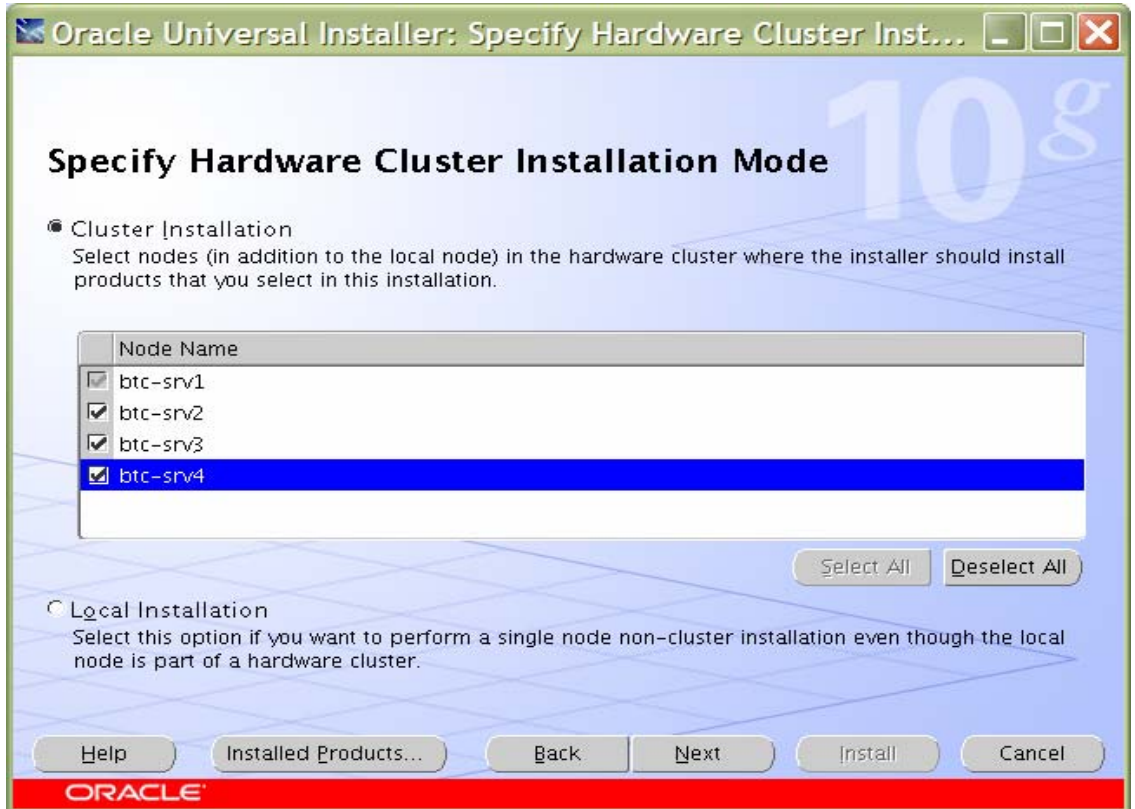 Oracle Universal Installer: Specify Hardware Cluster Inst...
10g
Specify Hardware Cluster Installation Mode
Cluster Installation
Select nodes (in addition to the local node) in the hardware cluster where the installer should install
products that you select in this installation.
Node Name
btc-srv1
btc-srv2
btc-srv3
btc-srv4
Select All Deselect All
Local Installation
Select this option if you want to perform a single node non-cluster installation even though the local
node is part of a hardware cluster.
Help Installed Products... Back Next Install Cancel
ORACLE